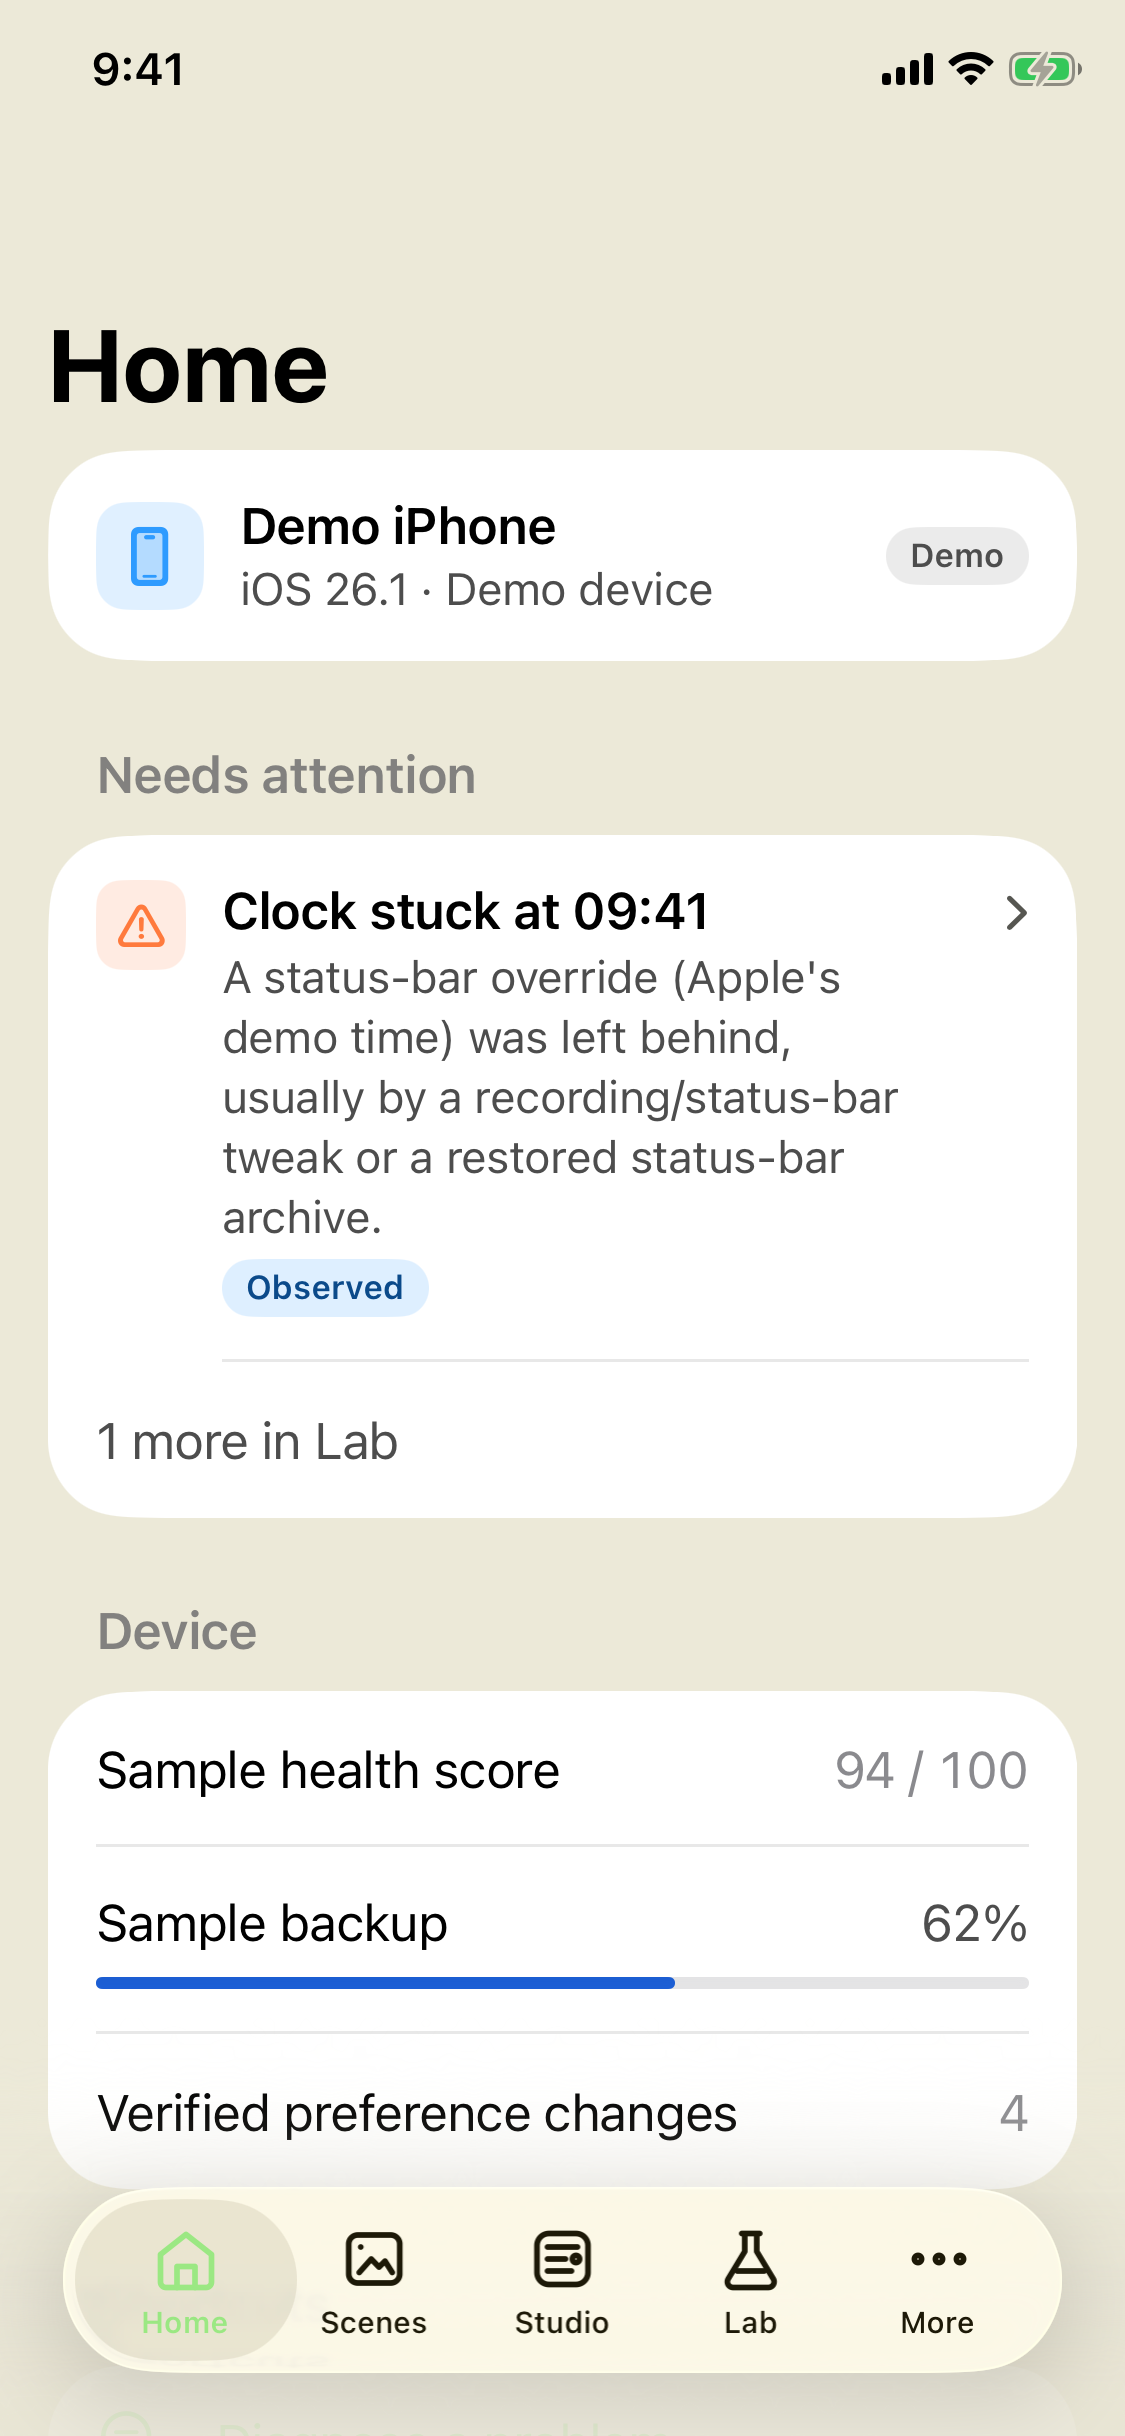 9:41
Home
Demo iPhone
iOS 26.1 · Demo device
Demo
Needs attention
Clock stuck at 09:41
A status-bar override (Apple's
demo time) was left behind,
usually by a recording/status-bar
tweak or a restored status-bar
archive.
Observed
1 more in Lab
Device
Sample health score
94 / 100
Sample backup
62%
Verified preference changes
4
Home
Scenes
Studio
Lab
More